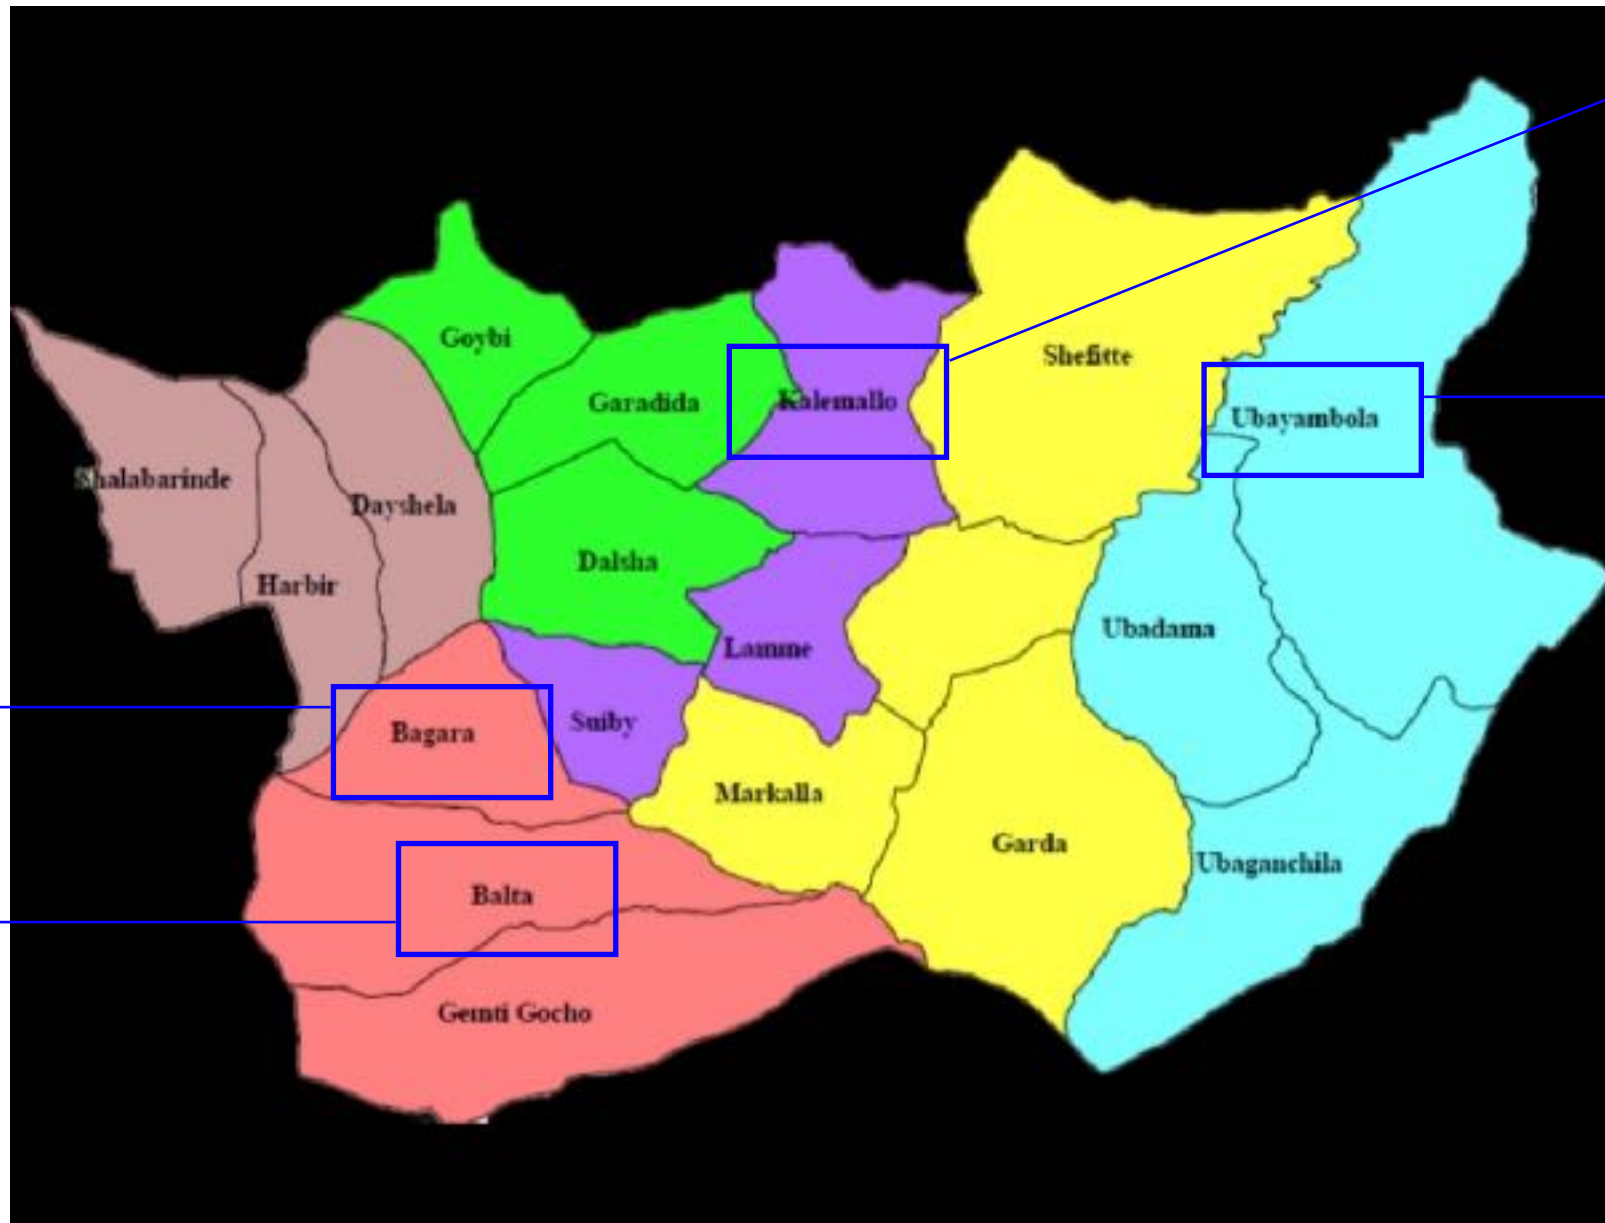 Goybi
Shefitte
Garadida
Kalemallo
Ubayambola
Shalabarinde
Dayshela
Dalsha
Harbir
Ubadama
Lamme
Suiby
Bagara
Markalla
Garda
Ubaganchila
Balta
Gemti Gocho